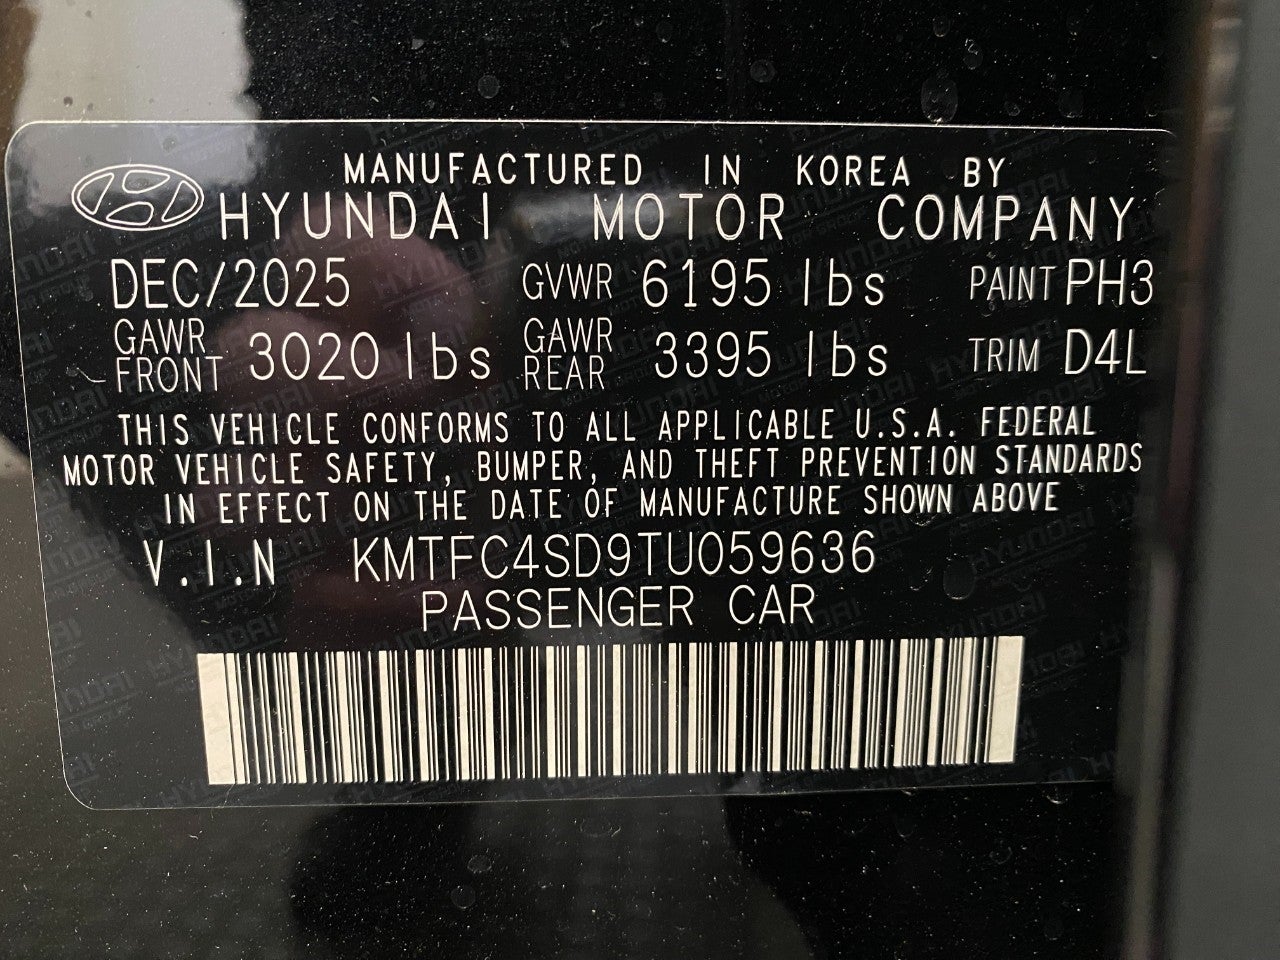 MANUFACTURED IN KOREA BY
HYUNDAI MOTOR COMPANY
DEC/2025 GVWR 6195 lbs PAINT PH3
GAWR FRONT 3020 lbs GAWR REAR 3395 lbs TRIM D4L
THIS VEHICLE CONFORMS TO ALL APPLICABLE U.S.A. FEDERAL
MOTOR VEHICLE SAFETY, BUMPER, AND THEFT PREVENTION STANDARDS
IN EFFECT ON THE DATE OF MANUFACTURE SHOWN ABOVE
V.I.N KMTFC4SD9TU059636
PASSENGER CAR